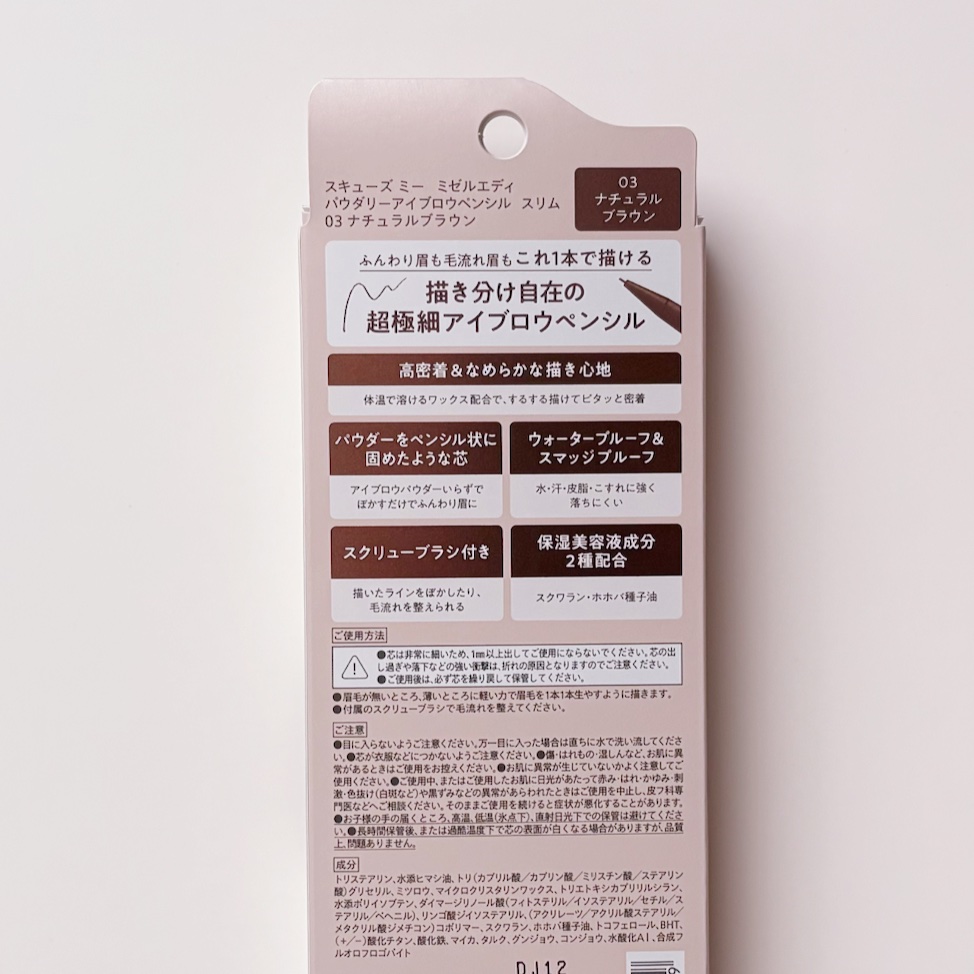 スキューズ ミー ミゼルエディ
パウダリーアイブロウペンシル スリム
03 ナチュラルブラウン
03
ナチュラル
ブラウン
ふんわり眉も毛流れ眉もこれ1本で描ける
描き分け自在の
超極細アイブロウペンシル
高密着&なめらかな描き心地
体温で溶けるワックス配合で、するする描けてピタッと密着
パウダーをペンシル状に
固めたような芯
アイブロウパウダーいらずで
ぼかすだけでふんわり眉に
ウォータープルーフ&
スマッジプルーフ
水・汗・皮脂・こすれに強く
落ちにくい
スクリューブラシ付き
描いたラインをぼかしたり、
毛流れを整えられる
保湿美容液成分
2種配合
スクワラン・ホホバ種子油
ご使用方法
●芯は非常に細いため、1mm以上出してご使用にならないでください。芯の出
し過ぎや落下などの強い衝撃は、折れの原因となりますのでご注意ください。
●ご使用後は、必ず芯を繰り戻して保管してください。
●眉毛が無いところ、薄いところに軽い力で眉毛を1本1本生やすように描きます。
●付属のスクリューブラシで毛流れを整えてください。
ご注意
●目に入らないようご注意ください。万一目に入った場合は直ちに水で洗い流してくださ
い。●芯が衣服などにつかないようご注意ください。●傷・はれもの・湿しんなど、お肌に異
常があるときはご使用をお控えください。●お肌に異常が生じていないかよく注意してご
使用ください。●ご使用中、またはご使用したお肌に日光があたって赤み・はれ・かゆみ・刺
激・色抜け(白斑など)や黒ずみなどの異常があらわれたときはご使用を中止し、皮フ科専
門医などへご相談ください。そのままご使用を続けると症状が悪化することがあります。
●お子様の手の届くところ、高温、低温(氷点下)、直射日光下での保管は避けてくださ
い。●長時間保管後、または過酷温度下で芯の表面が白くなる場合がありますが、品質
上、問題ありません。
成分
トリステアリン、水添ヒマシ油、トリ(カプリル酸/カプリン酸/ミリスチン酸/ステアリン
酸)グリセリル、ミツロウ、マイクロクリスタリンワックス、トリエトキシカプリリルシラン、
水添ポリイソブテン、ダイマージリノール酸(フィトステリル/イソステアリル/セチル/ス
テアリル/ベヘニル)、リンゴ酸ジイソステアリル、(アクリレーツ/アクリル酸ステアリル/
メタクリル酸ジメチコン)コポリマー、スクワラン、ホホバ種子油、トコフェロール、BHT、
(+/-)酸化チタン、酸化鉄、マイカ、タルク、グンジョウ、コンジョウ、水酸化Al、合成フ
ルオロフロゴパイト
DJ12